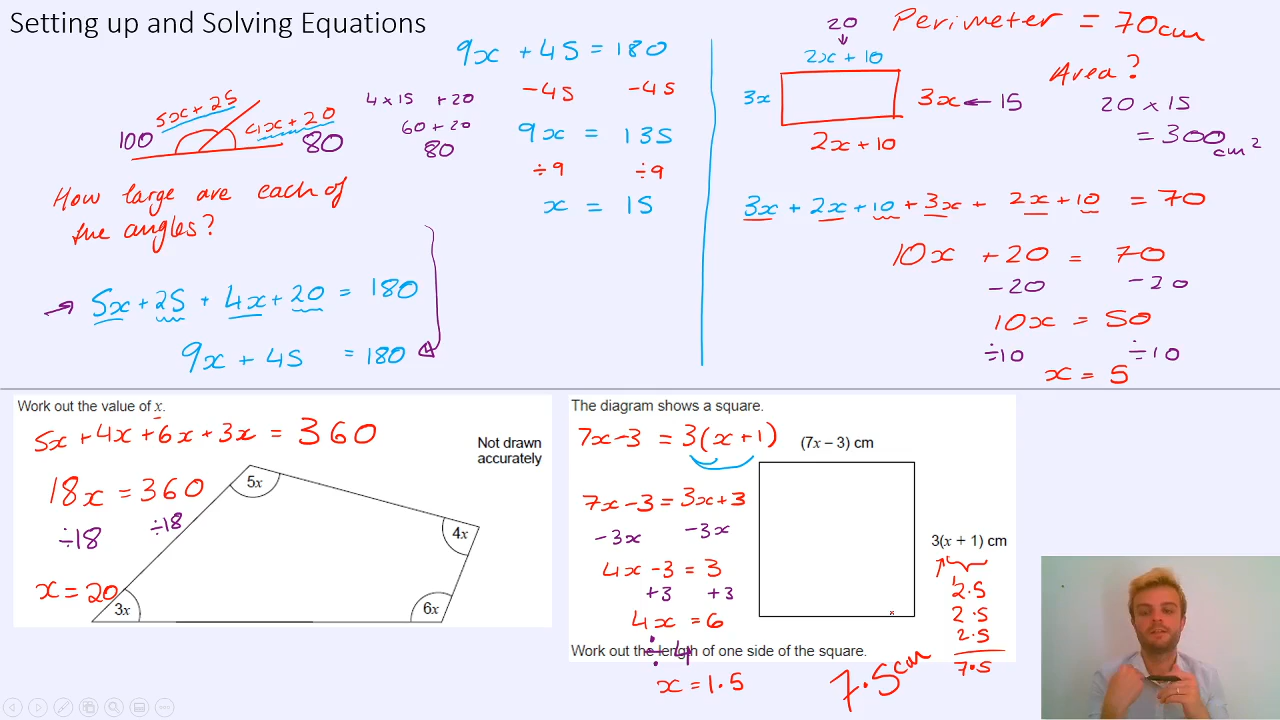 Setting up and Solving Equations
5x + 25
4x + 20
100
80
How large are each of
the angles?
5x + 25 + 4x + 20 = 180
9x + 45 = 180
4 × 15 + 20
60 + 20
80
9x + 45 = 180
-45 -45
9x = 135
÷9 ÷9
x = 15
20
2x + 10
3x
3x ← 15
2x + 10
Perimeter = 70cm
Area?
20 × 15
= 300 cm²
3x + 2x + 10 + 3x + 2x + 10 = 70
10x + 20 = 70
-20 -20
10x = 50
÷10 ÷10
x = 5
Work out the value of x.
5x + 4x + 6x + 3x = 360
Not drawn
accurately
18x = 360
÷18 ÷18
x = 20
5x
4x
3x
6x
The diagram shows a square.
7x - 3 = 3(x + 1)
(7x – 3) cm
7x - 3 = 3x + 3
-3x -3x
4x - 3 = 3
+3 +3
4x = 6
÷4
x = 1.5
3(x + 1) cm
2.5
2.5
2.5
7.5
Work out the length of one side of the square.
7.5cm